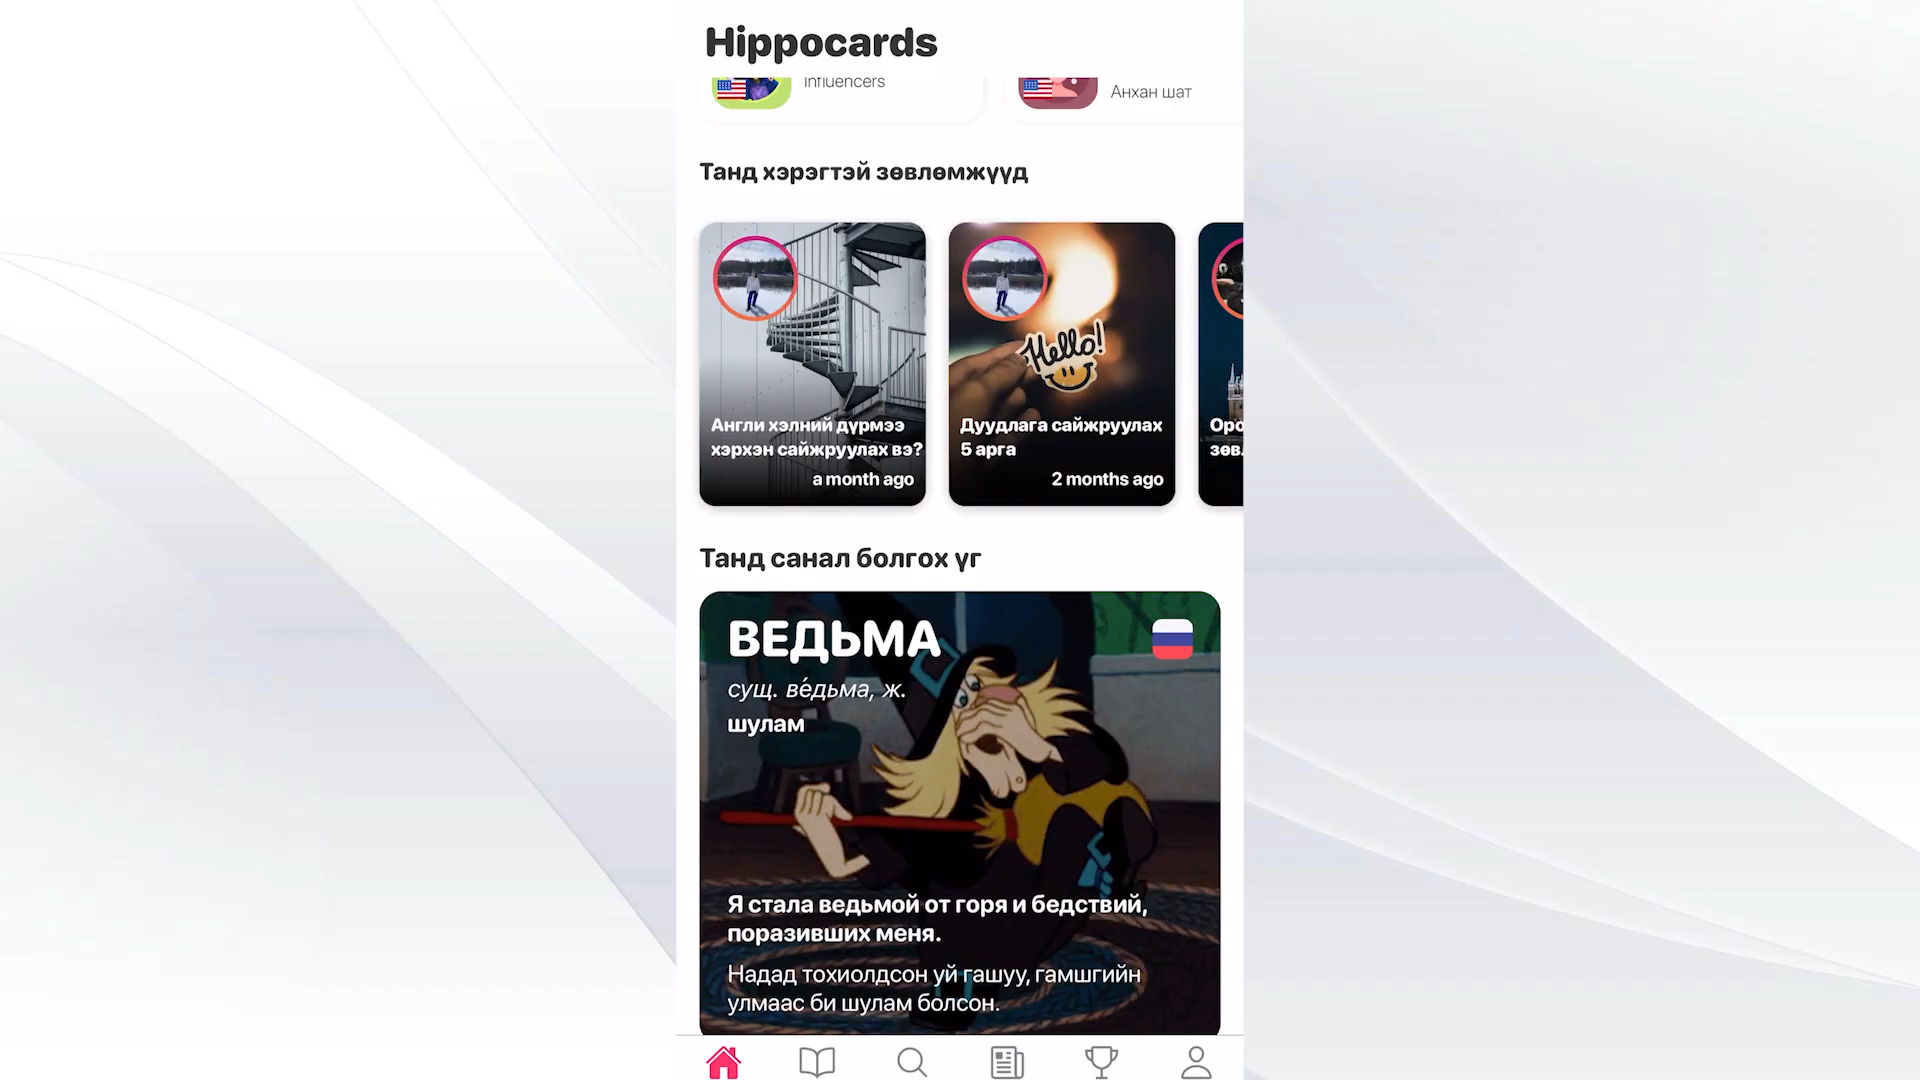 Hippocards
Influencers
Анхан шат
Танд хэрэгтэй зөвлөмжүүд
Hello!
Англи хэлний дүрмээ
хэрхэн сайжруулах вэ?
a month ago
Дуудлага сайжруулах
5 арга
2 months ago
Оро
зөв
Танд санал болгох үг
ВЕДЬМА
сущ. ве́дьма, ж.
шулам
Я стала ведьмой от горя и бедствий,
поразивших меня.
Надад тохиолдсон уй гашуу, гамшгийн
улмаас би шулам болсон.